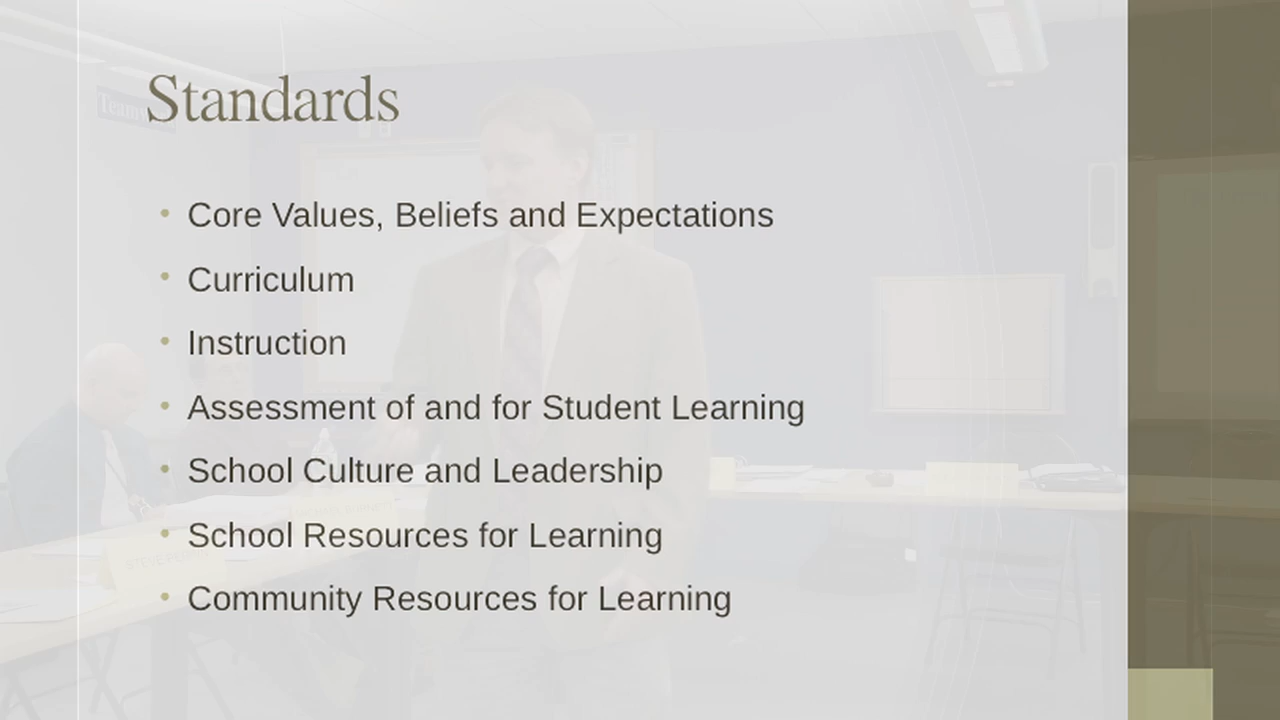 Standards
Core Values, Beliefs and Expectations
Curriculum
Instruction
Assessment of and for Student Learning
School Culture and Leadership
School Resources for Learning
Community Resources for Learning